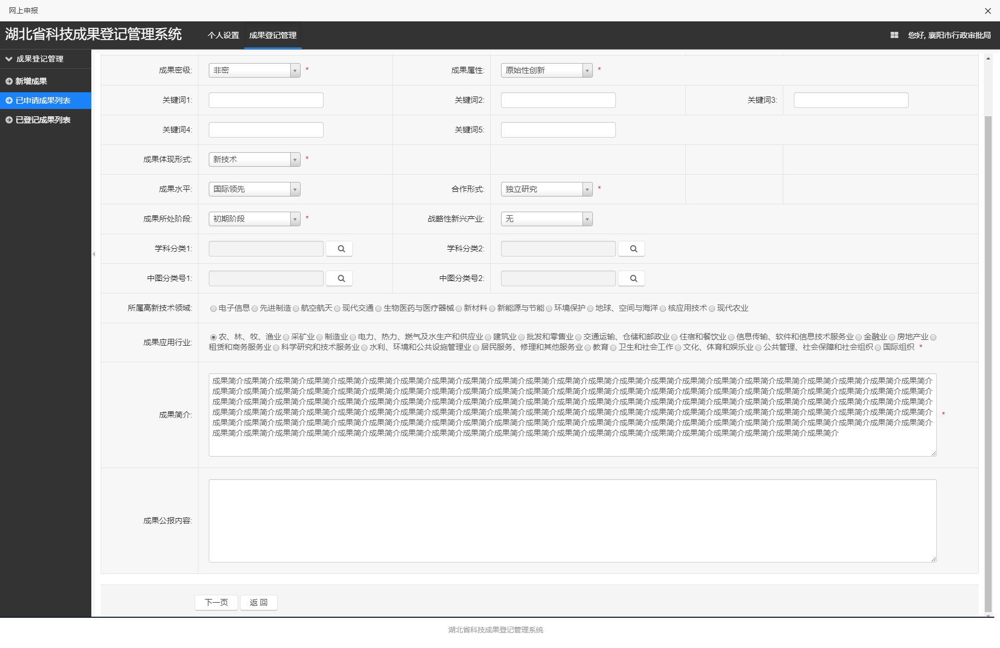 网上申报
湖北省科技成果登记管理系统 个人设置 成果登记管理 您好, 襄阳市行政审批局
成果登记管理
新增成果
已申请成果列表
已登记成果列表
成果密级: 非密 * 成果属性: 原始性创新 *
关键词1: 关键词2: 关键词3:
关键词4: 关键词5:
成果体现形式: 新技术 *
成果水平: 国际领先 合作形式: 独立研究 *
成果所处阶段: 初期阶段 * 战略性新兴产业: 无
学科分类1: 学科分类2:
中图分类号1: 中图分类号2:
所属高新技术领域: 电子信息 先进制造 航空航天 现代交通 生物医药与医疗器械 新材料 新能源与节能 环境保护 地球、空间与海洋 核应用技术 现代农业
成果应用行业: 农、林、牧、渔业 采矿业 制造业 电力、热力、燃气及水生产和供应业 建筑业 批发和零售业 交通运输、仓储和邮政业 住宿和餐饮业 信息传输、软件和信息技术服务业 金融业 房地产业
租赁和商务服务业 科学研究和技术服务业 水利、环境和公共设施管理业 居民服务、修理和其他服务业 教育 卫生和社会工作 文化、体育和娱乐业 公共管理、社会保障和社会组织 国际组织 *
成果简介:
成果简介成果简介成果简介成果简介成果简介成果简介成果简介成果简介成果简介成果简介成果简介成果简介成果简介成果简介成果简介成果简介成果简介成果简介成果简介成果简介成果简介成果简介成果简介
成果简介成果简介成果简介成果简介成果简介成果简介成果简介成果简介成果简介成果简介成果简介成果简介成果简介成果简介成果简介成果简介成果简介成果简介成果简介成果简介成果简介成果简介成果简介
成果简介成果简介成果简介成果简介成果简介成果简介成果简介成果简介成果简介成果简介成果简介成果简介成果简介成果简介成果简介成果简介成果简介成果简介成果简介成果简介成果简介成果简介成果简介
成果简介成果简介成果简介成果简介成果简介成果简介成果简介成果简介成果简介成果简介成果简介成果简介成果简介成果简介成果简介成果简介成果简介成果简介成果简介成果简介成果简介成果简介成果简介
成果简介成果简介成果简介成果简介成果简介成果简介成果简介成果简介成果简介成果简介成果简介成果简介成果简介成果简介成果简介成果简介成果简介成果简介成果简介成果简介成果简介成果简介成果简介
成果简介成果简介成果简介成果简介成果简介成果简介成果简介成果简介成果简介成果简介成果简介成果简介成果简介成果简介成果简介成果简介成果简介成果简介成果简介成果简介
*
成果公报内容:
下一页 返 回
湖北省科技成果登记管理系统